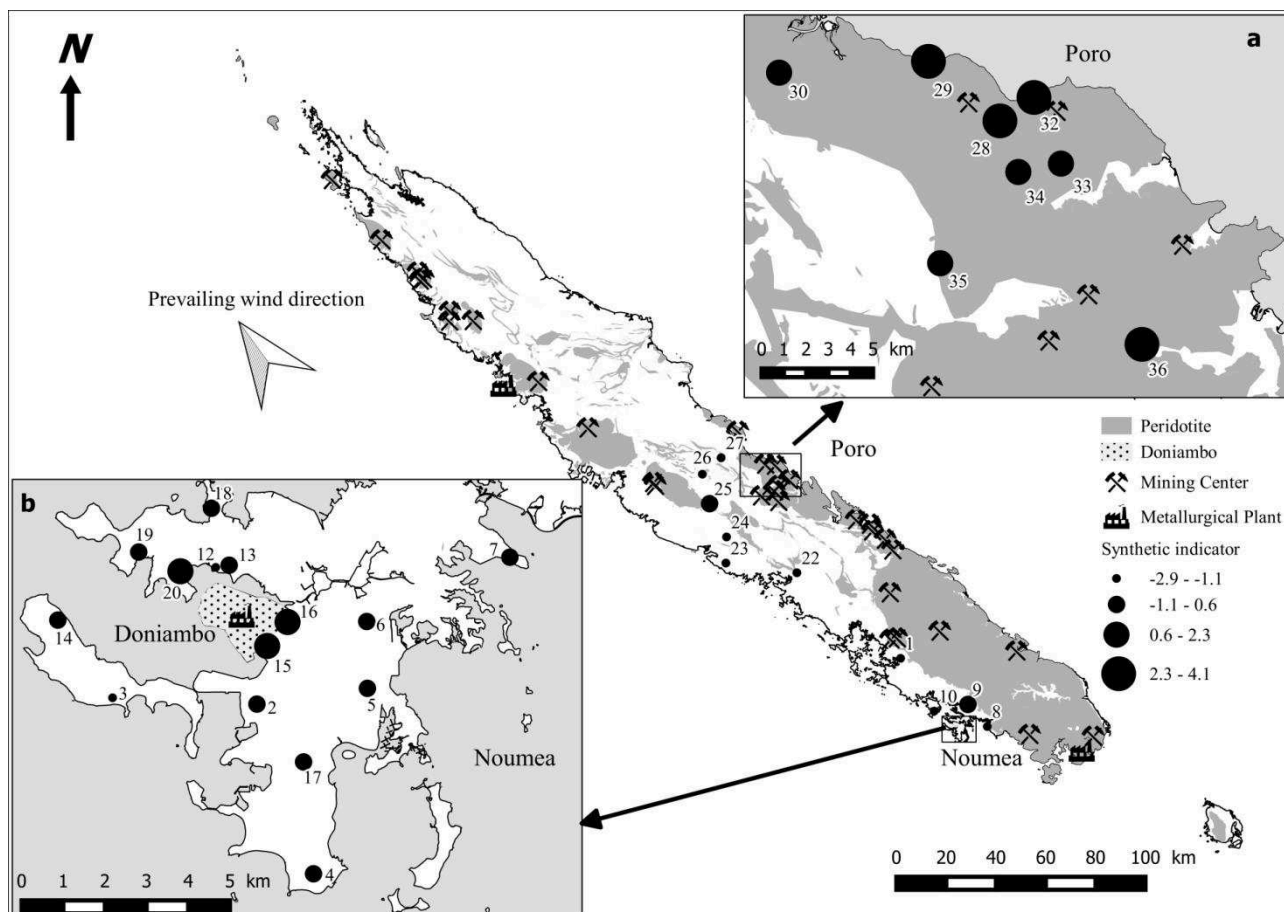 N
a
Poro
30
29
32
28
33
34
35
36
0 1 2 3 4 5 km
Prevailing wind direction
Peridotite
Doniambo
Mining Center
Metallurgical Plant
Synthetic indicator
-2.9 - -1.1
-1.1 - 0.6
0.6 - 2.3
2.3 - 4.1
27
26
Poro
25
24
23
22
1
10
9
8
Noumea
b
18
19
12
13
7
20
16
14
Doniambo
6
15
3
2
5
Noumea
17
4
0 1 2 3 4 5 km
0 20 40 60 80 100 km